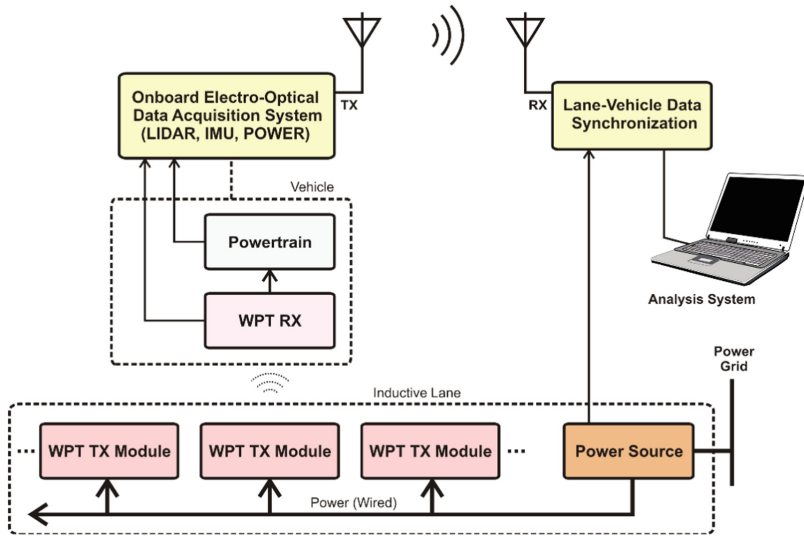 Onboard Electro-Optical
Data Acquisition System
(LIDAR, IMU, POWER)
TX
RX
Lane-Vehicle Data
Synchronization
Vehicle
Powertrain
WPT RX
Analysis System
Power
Grid
Inductive Lane
... WPT TX Module
WPT TX Module
WPT TX Module ...
Power Source
Power (Wired)